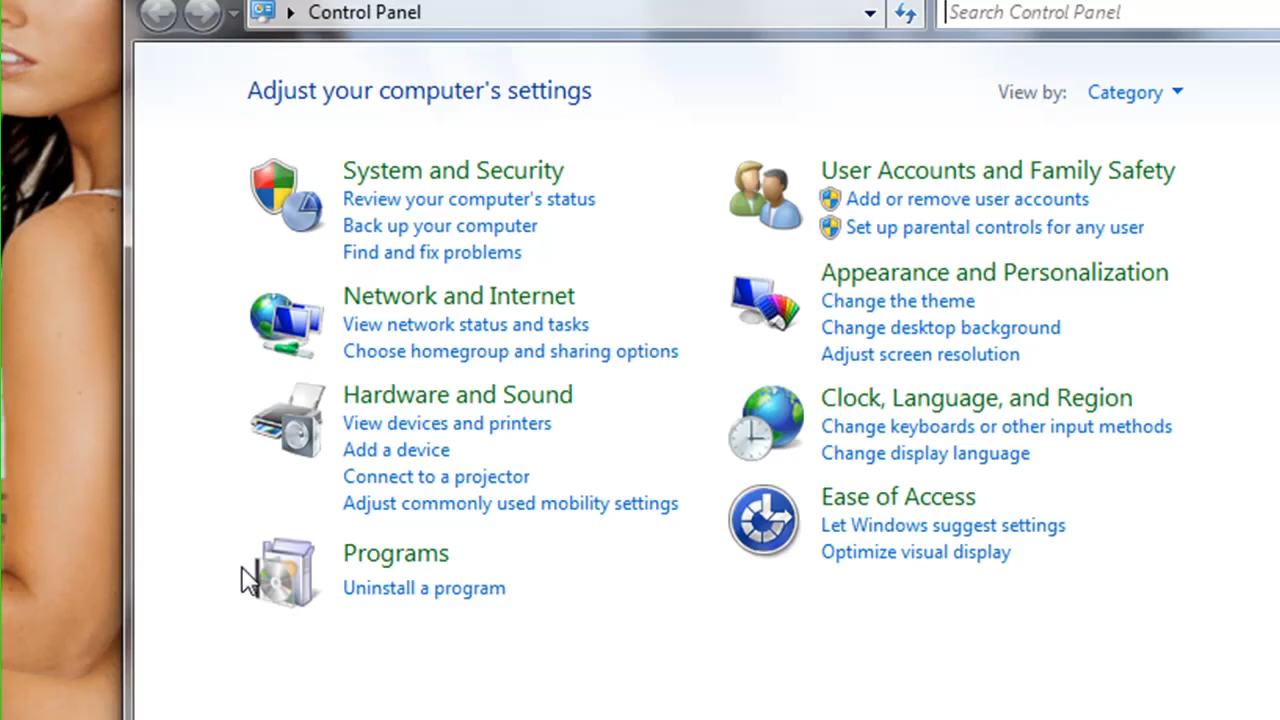 Control Panel
Search Control Panel
Adjust your computer's settings
View by: Category
System and Security
Review your computer's status
Back up your computer
Find and fix problems
Network and Internet
View network status and tasks
Choose homegroup and sharing options
Hardware and Sound
View devices and printers
Add a device
Connect to a projector
Adjust commonly used mobility settings
Programs
Uninstall a program
User Accounts and Family Safety
Add or remove user accounts
Set up parental controls for any user
Appearance and Personalization
Change the theme
Change desktop background
Adjust screen resolution
Clock, Language, and Region
Change keyboards or other input methods
Change display language
Ease of Access
Let Windows suggest settings
Optimize visual display